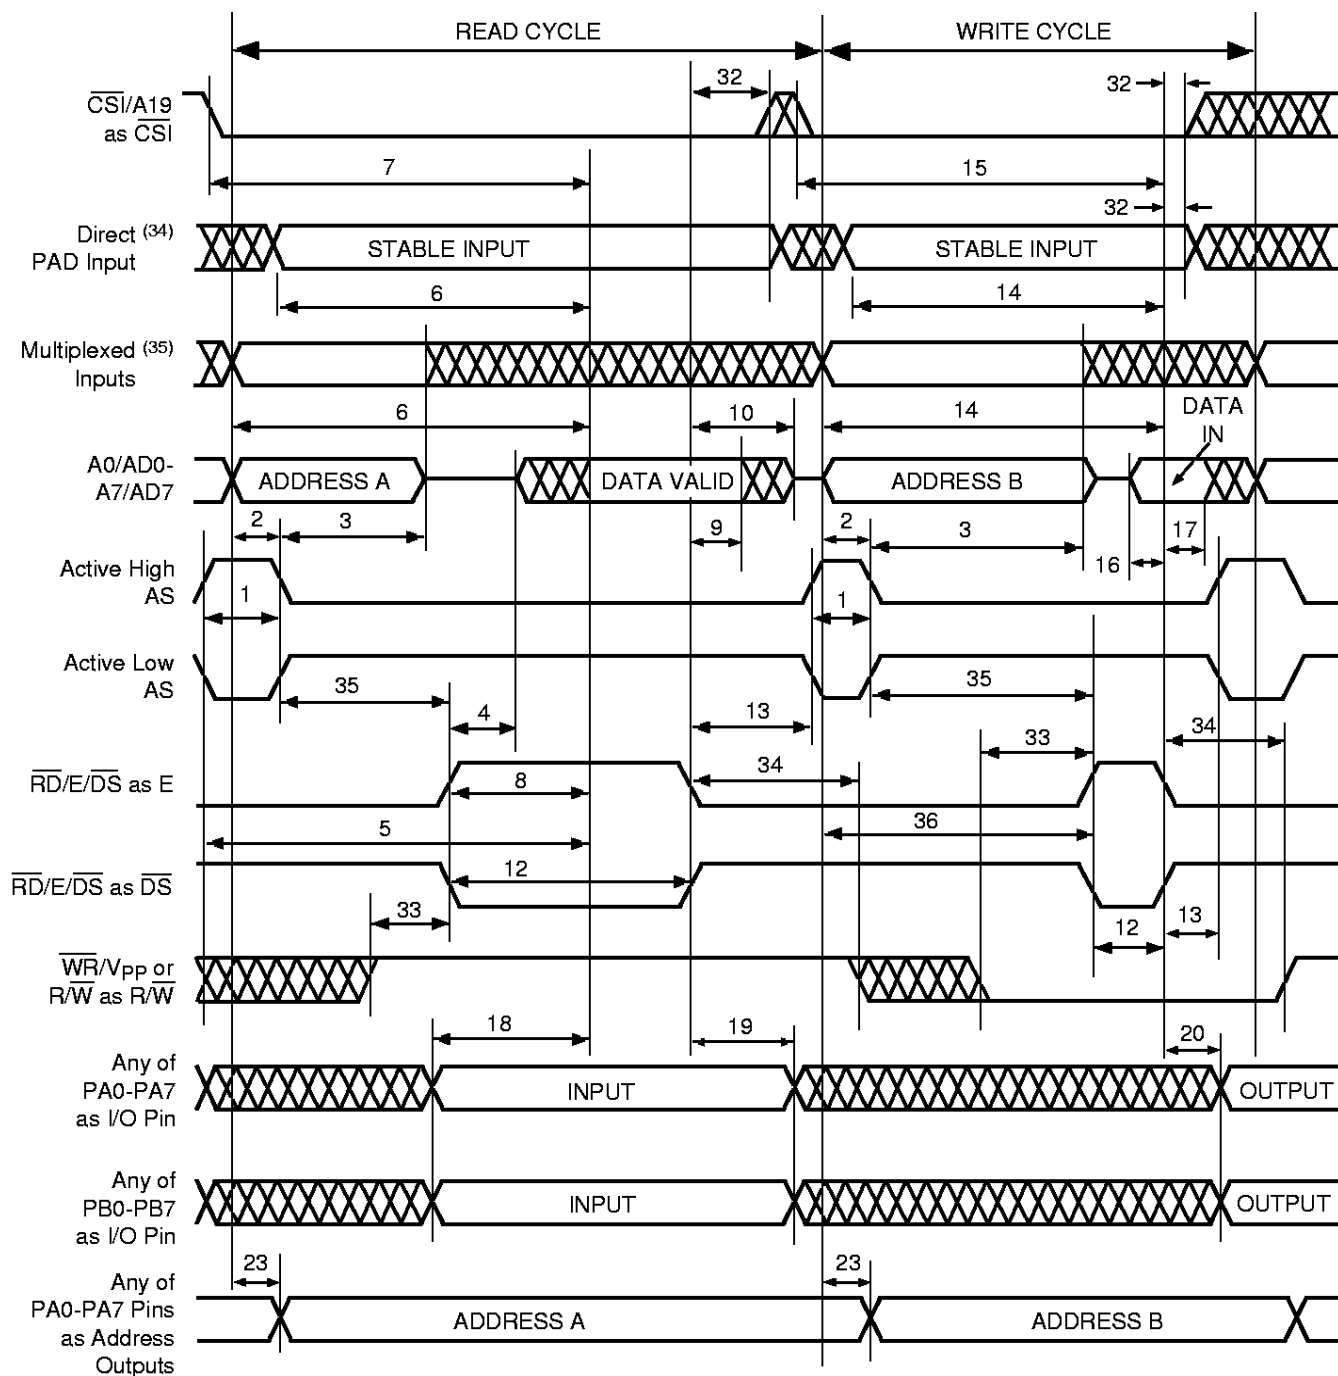 READ CYCLE
WRITE CYCLE
32
32
CSI/A19
as CSI
7
15
32
Direct (34)
PAD Input
STABLE INPUT
STABLE INPUT
6
14
Multiplexed (35)
Inputs
6
10
14
DATA
IN
A0/AD0-
A7/AD7
ADDRESS A
DATA VALID
ADDRESS B
2
3
9
2
3
17
16
Active High
AS
1
1
Active Low
AS
35
4
13
35
34
33
RD/E/DS as E
8
34
5
36
RD/E/DS as DS
12
33
12
13
WR/VPP or
R/W as R/W
18
19
20
Any of
PA0-PA7
as I/O Pin
INPUT
OUTPUT
Any of
PB0-PB7
as I/O Pin
INPUT
OUTPUT
23
23
Any of
PA0-PA7 Pins
as Address
Outputs
ADDRESS A
ADDRESS B